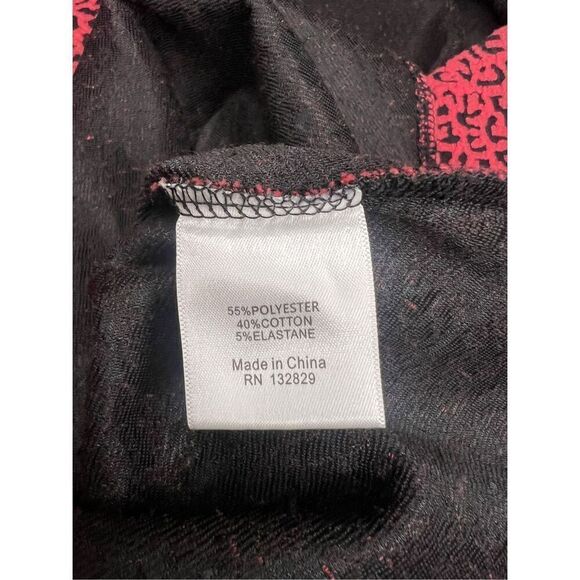 55%POLYESTER
40%COTTON
5%ELASTANE
Made in China
RN 132829